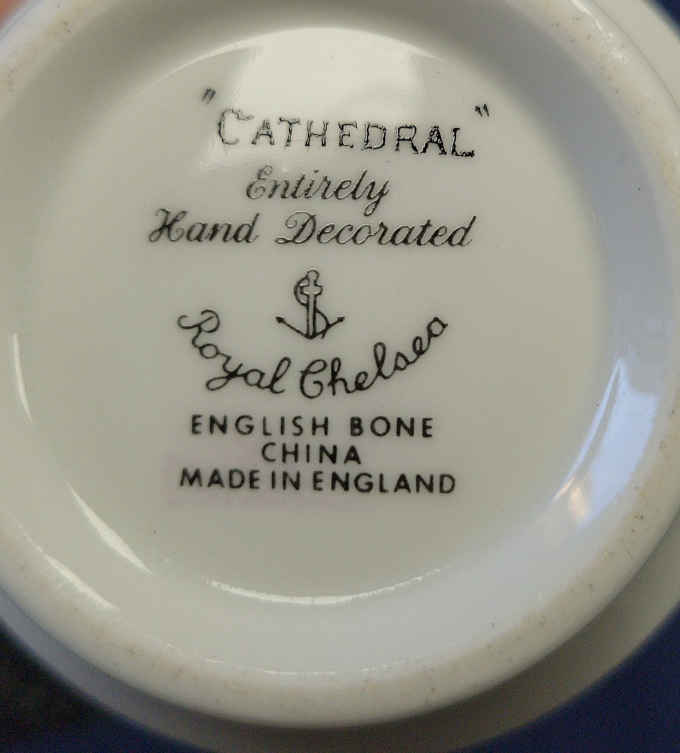 "CATHEDRAL"
Entirely
Hand Decorated
Royal Chelsea
ENGLISH BONE
CHINA
MADE IN ENGLAND